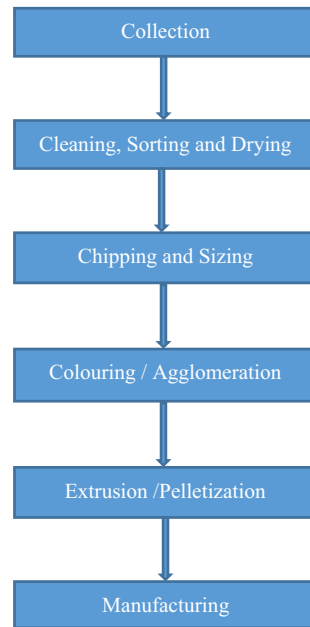 Collection
Cleaning, Sorting and Drying
Chipping and Sizing
Colouring / Agglomeration
Extrusion /Pelletization
Manufacturing